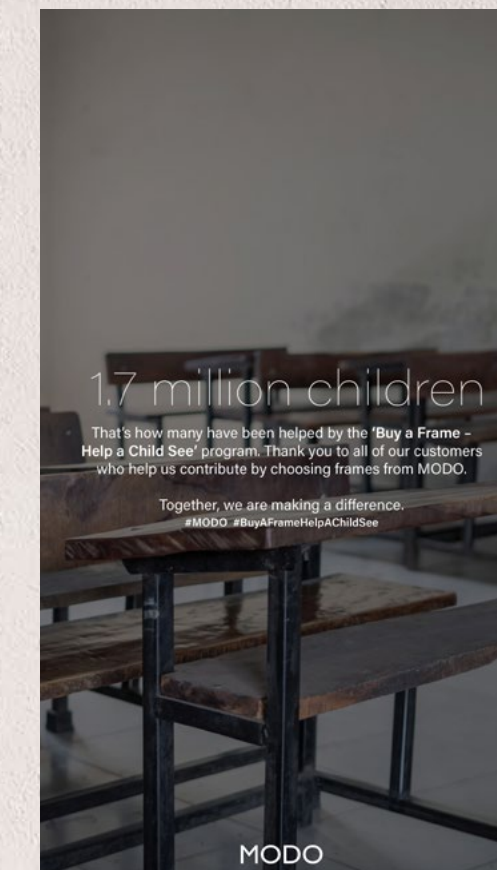 1.7 million children
That's how many have been helped by the 'Buy a Frame –
Help a Child See' program. Thank you to all of our customers
who help us contribute by choosing frames from MODO.
Together, we are making a difference.
#MODO #BuyAFrameHelpAChildSee
MODO